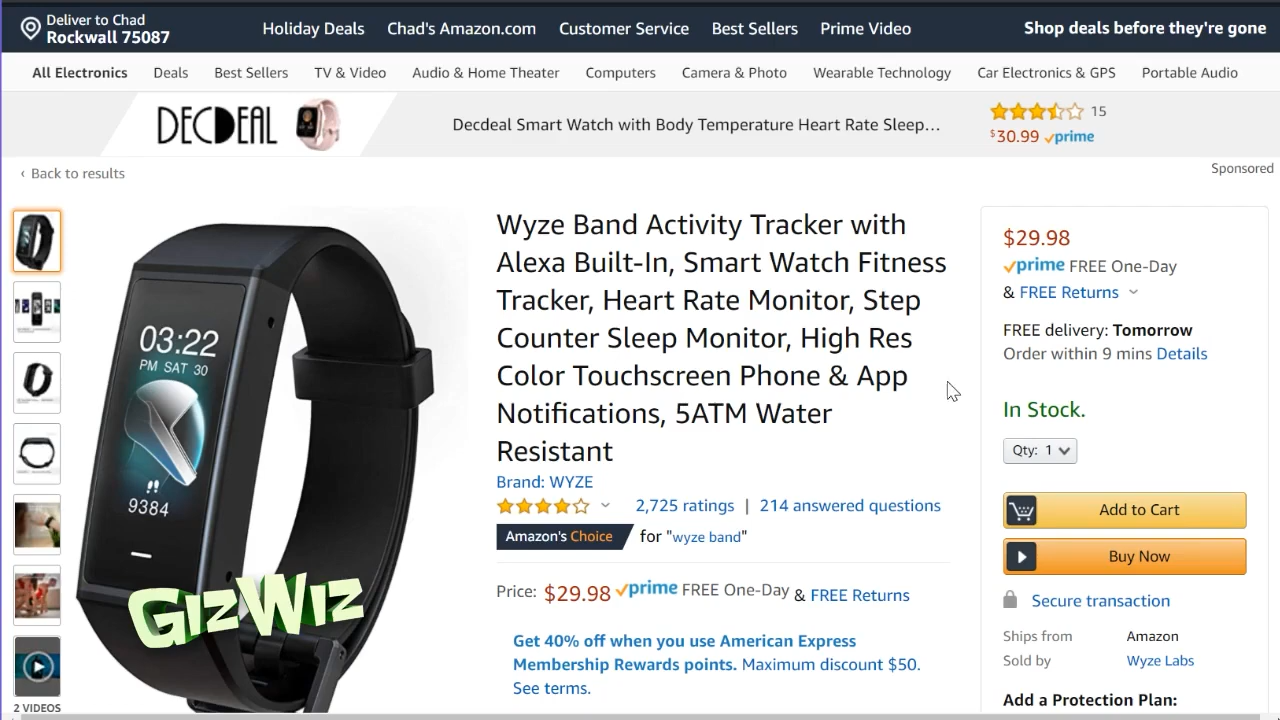 Deliver to Chad
Rockwall 75087
Holiday Deals
Chad's Amazon.com
Customer Service
Best Sellers
Prime Video
Shop deals before they're gone
All Electronics
Deals
Best Sellers
TV & Video
Audio & Home Theater
Computers
Camera & Photo
Wearable Technology
Car Electronics & GPS
Portable Audio
DECDEAL
Decdeal Smart Watch with Body Temperature Heart Rate Sleep…
15
$30.99 prime
‹ Back to results
Sponsored
03:22
PM SAT 30
9384
GizWiz
2 VIDEOS
Wyze Band Activity Tracker with
Alexa Built-In, Smart Watch Fitness
Tracker, Heart Rate Monitor, Step
Counter Sleep Monitor, High Res
Color Touchscreen Phone & App
Notifications, 5ATM Water
Resistant
Brand: WYZE
2,725 ratings | 214 answered questions
Amazon's Choice for "wyze band"
Price: $29.98 prime FREE One-Day & FREE Returns
Get 40% off when you use American Express
Membership Rewards points. Maximum discount $50.
See terms.
$29.98
prime FREE One-Day
& FREE Returns
FREE delivery: Tomorrow
Order within 9 mins Details
In Stock.
Qty: 1
Add to Cart
Buy Now
Secure transaction
Ships from Amazon
Sold by Wyze Labs
Add a Protection Plan: